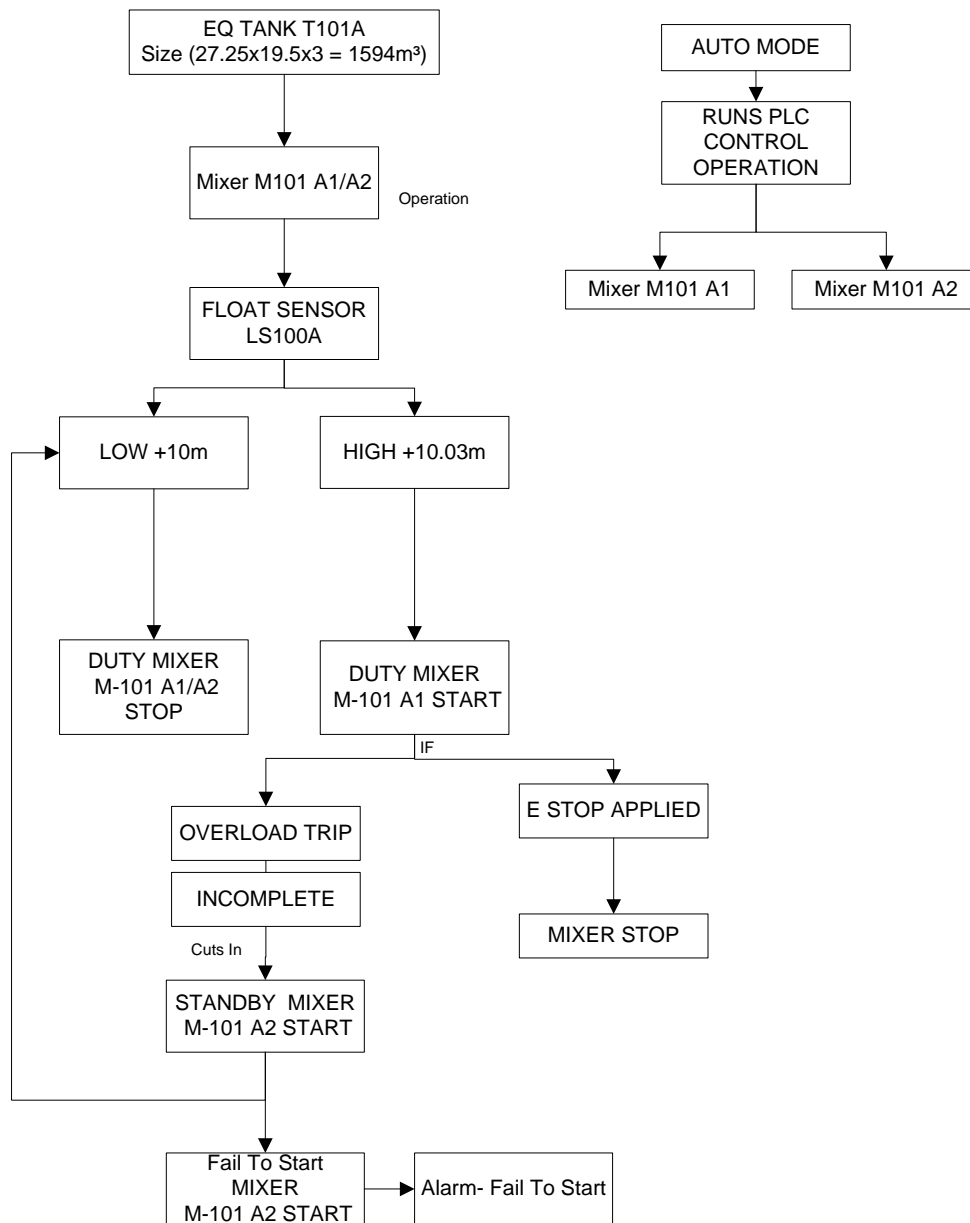 EQ TANK T101A
Size (27.25x19.5x3 = 1594m³)
Mixer M101 A1/A2
Operation
FLOAT SENSOR
LS100A
LOW +10m
HIGH +10.03m
DUTY MIXER
M-101 A1/A2
STOP
DUTY MIXER
M-101 A1 START
IF
OVERLOAD TRIP
E STOP APPLIED
INCOMPLETE
MIXER STOP
Cuts In
STANDBY MIXER
M-101 A2 START
Fail To Start
MIXER
M-101 A2 START
Alarm- Fail To Start
AUTO MODE
RUNS PLC
CONTROL
OPERATION
Mixer M101 A1
Mixer M101 A2